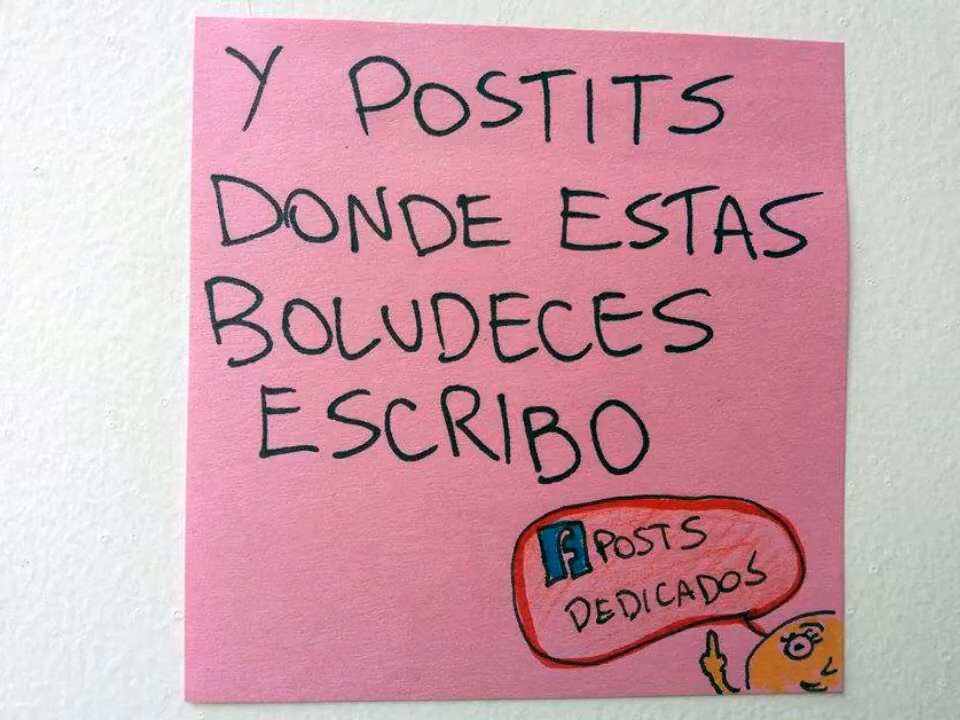 Y POSTITS
DONDE ESTAS
BOLUDECES
ESCRIBO
f POSTS
DEDICADOS